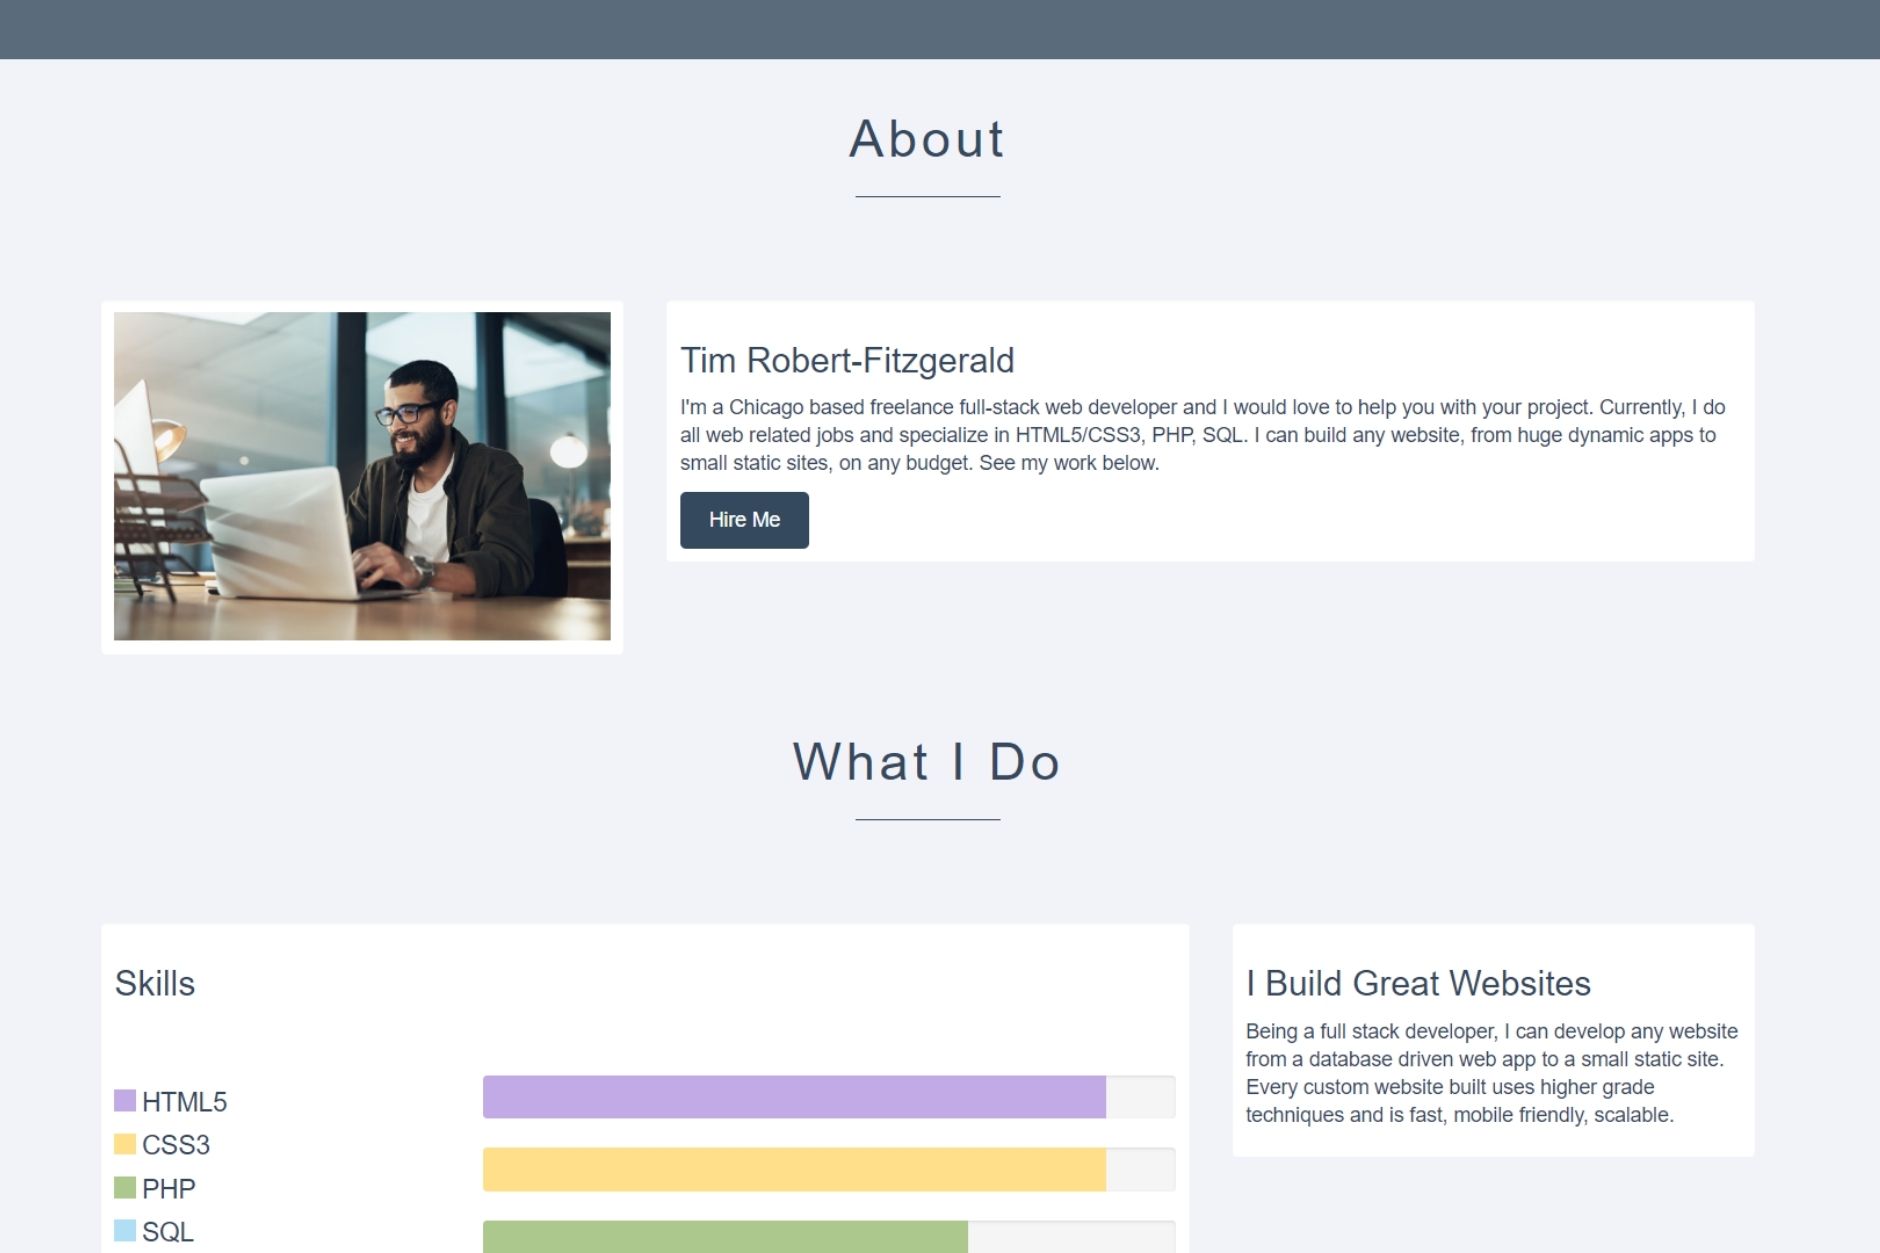 About
Tim Robert-Fitzgerald
I'm a Chicago based freelance full-stack web developer and I would love to help you with your project. Currently, I do
all web related jobs and specialize in HTML5/CSS3, PHP, SQL. I can build any website, from huge dynamic apps to
small static sites, on any budget. See my work below.
Hire Me
What I Do
Skills
HTML5
CSS3
PHP
SQL
I Build Great Websites
Being a full stack developer, I can develop any website
from a database driven web app to a small static site.
Every custom website built uses higher grade
techniques and is fast, mobile friendly, scalable.